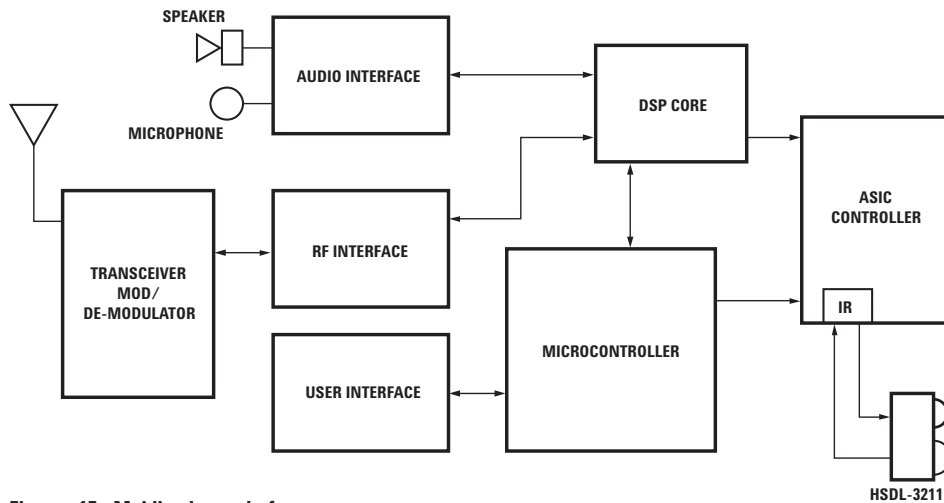 SPEAKER
AUDIO INTERFACE
MICROPHONE
DSP CORE
ASIC
CONTROLLER
TRANSCEIVER
MOD/
DE-MODULATOR
RF INTERFACE
IR
MICROCONTROLLER
USER INTERFACE
HSDL-3211